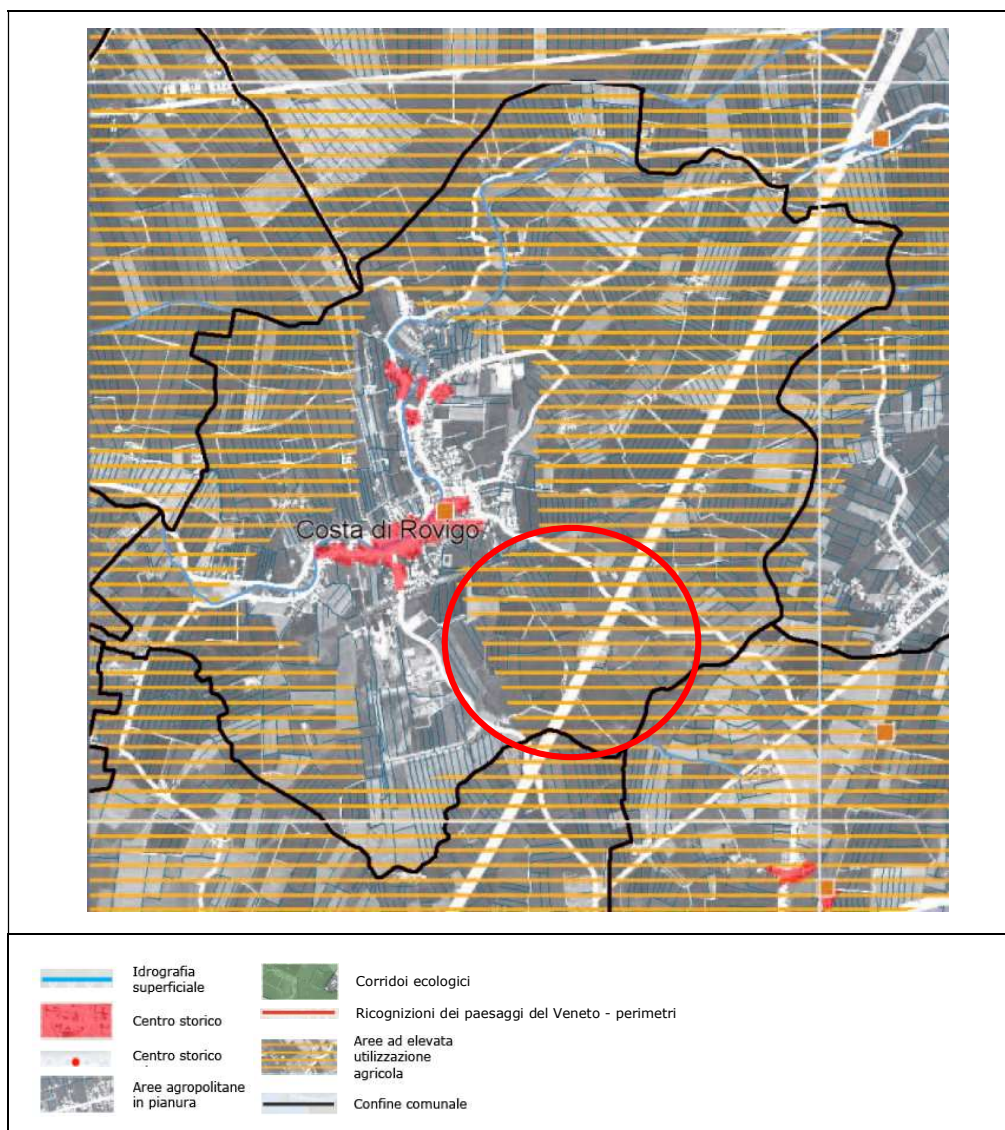 Costa di Rovigo
Idrografia
superficiale
Centro storico
Centro storico
Aree agropolitane
in pianura
Corridoi ecologici
Ricognizioni dei paesaggi del Veneto - perimetri
Aree ad elevata
utilizzazione
agricola
Confine comunale